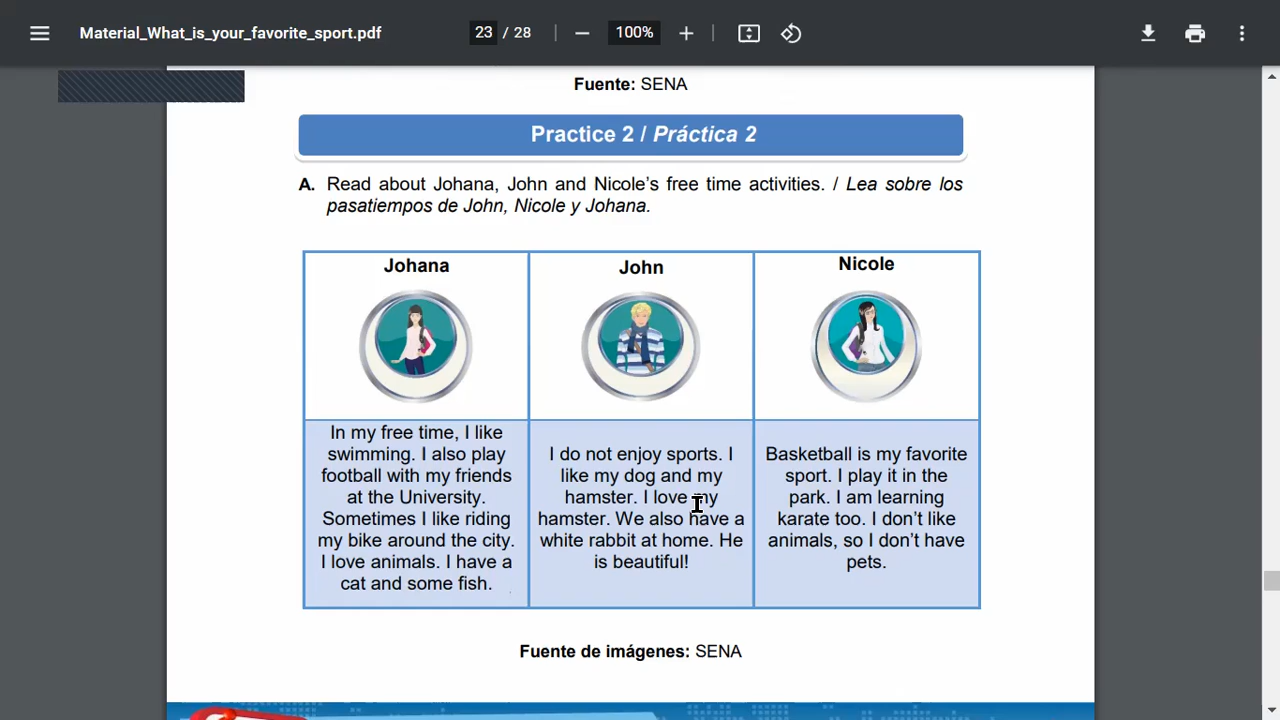 Material_What_is_your_favorite_sport.pdf
23 / 28
100%
Fuente: SENA
Practice 2 / Práctica 2
A. Read about Johana, John and Nicole’s free time activities. / Lea sobre los
pasatiempos de John, Nicole y Johana.
Johana
In my free time, I like
swimming. I also play
football with my friends
at the University.
Sometimes I like riding
my bike around the city.
I love animals. I have a
cat and some fish.
John
I do not enjoy sports. I
like my dog and my
hamster. I love my
hamster. We also have a
white rabbit at home. He
is beautiful!
Nicole
Basketball is my favorite
sport. I play it in the
park. I am learning
karate too. I don’t like
animals, so I don’t have
pets.
Fuente de imágenes: SENA